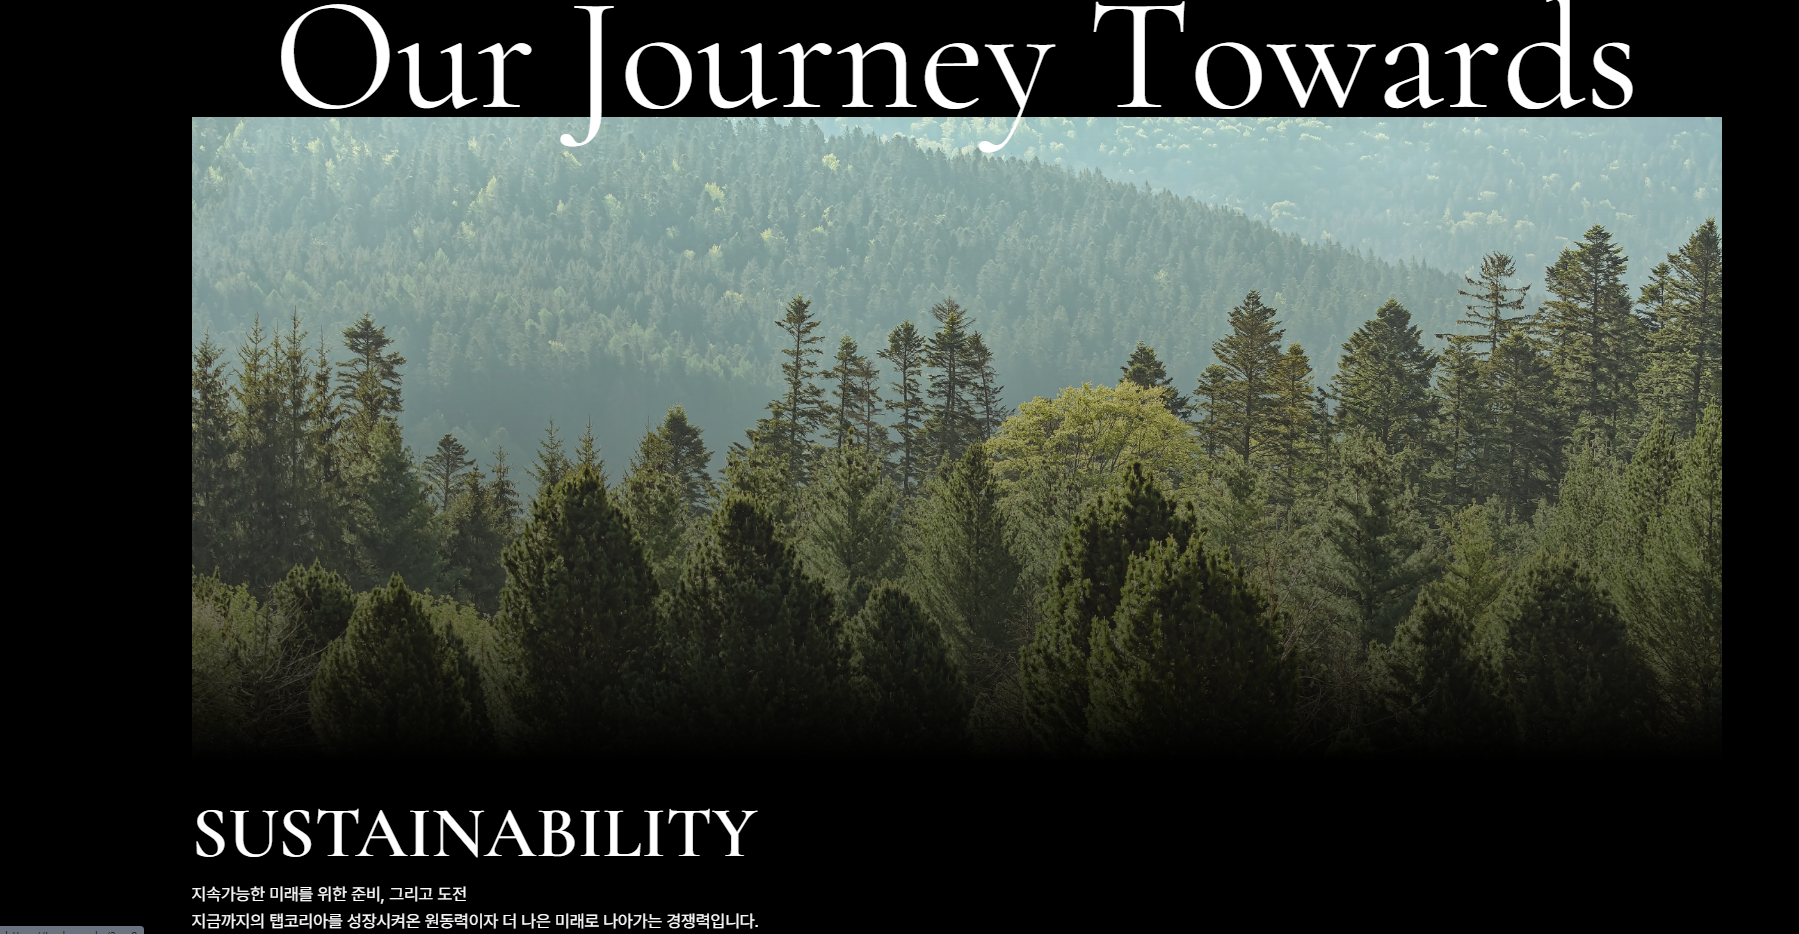 Our Journey Towards
SUSTAINABILITY
지속가능한 미래를 위한 준비, 그리고 도전
지금까지의 탭코리아를 성장시켜온 원동력이자 더 나은 미래로 나아가는 경쟁력입니다.